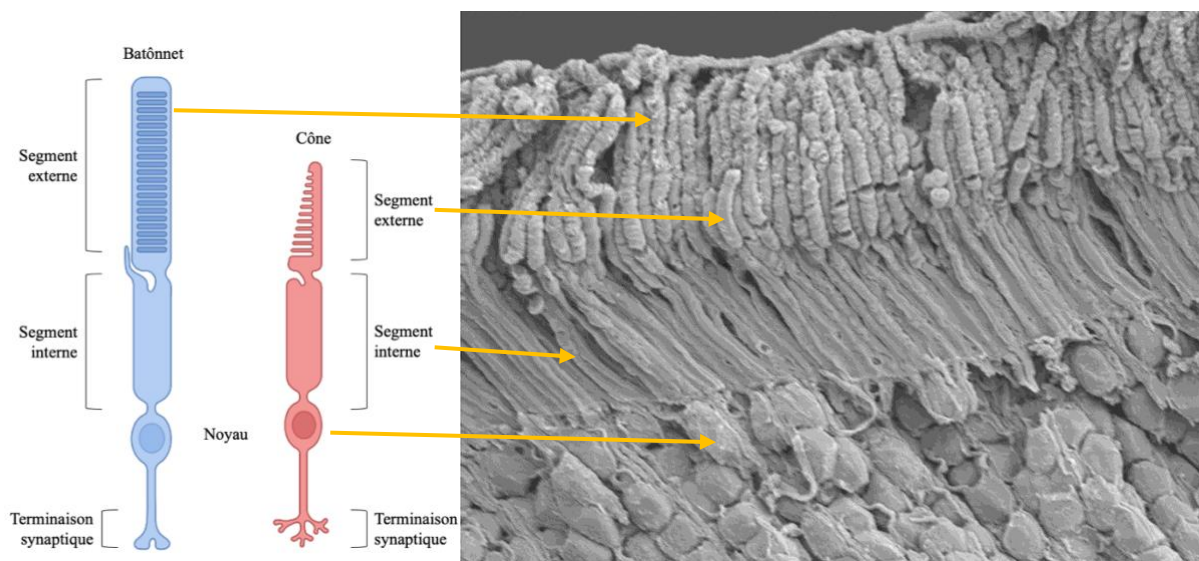 Batônnet
Segment
externe
Cône
Segment
externe
Segment
interne
Segment
interne
Noyau
Terminaison
synaptique
Terminaison
synaptique